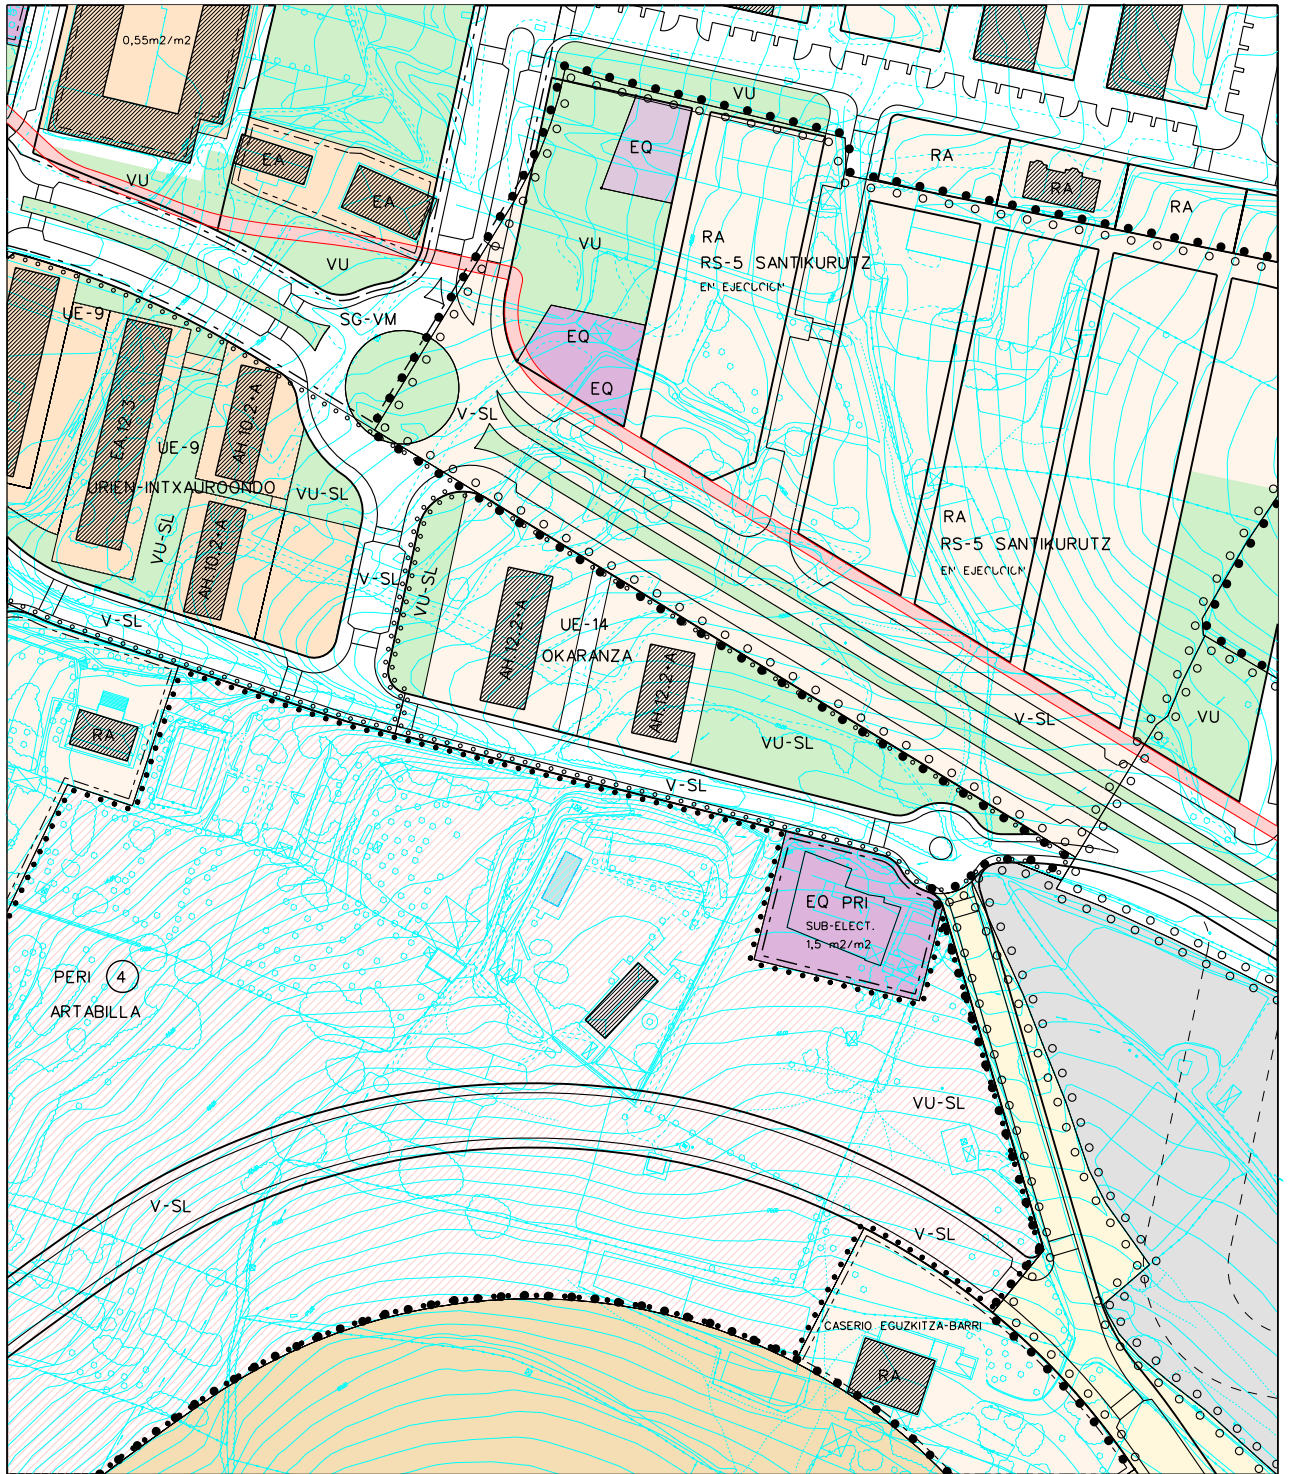 0,55m2/m2
VU
EQ
RA
EA
RA
VU
EA
RA
RA
VU
RS-5 SANTIKURUTZ
VU
EN EJECUCION
UE-9
SG-VM
EQ
EQ
V-SL
EA 12-3
AH 10.2-A
UE-9
URIEN-INTXAUROONDO
VU-SL
RA
VU-SL
AH 10.2-A
RS-5 SANTIKURUTZ
EN EJECUCION
V-SL
VU-SL
V-SL
UE-14
OKARANZA
AH 12.2-A
AH 12.2-A
V-SL
VU
RA
VU-SL
V-SL
EQ PRI
SUB-ELECT.
1,5 m2/m2
PERI 4
ARTABILLA
VU-SL
V-SL
V-SL
CASERIO EGUZKITZA-BARRI
RA